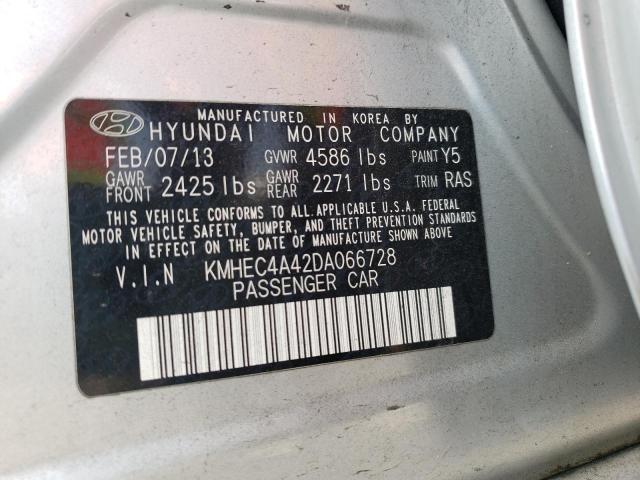 MANUFACTURED IN KOREA BY
HYUNDAI MOTOR COMPANY
FEB/07/13 GVWR 4586 lbs PAINT Y5
GAWR FRONT 2425 lbs GAWR REAR 2271 lbs TRIM RAS
THIS VEHICLE CONFORMS TO ALL APPLICABLE U.S.A. FEDERAL
MOTOR VEHICLE SAFETY, BUMPER, AND THEFT PREVENTION STANDARDS
IN EFFECT ON THE DATE OF MANUFACTURE SHOWN ABOVE.
V.I.N KMHEC4A42DA066728
PASSENGER CAR